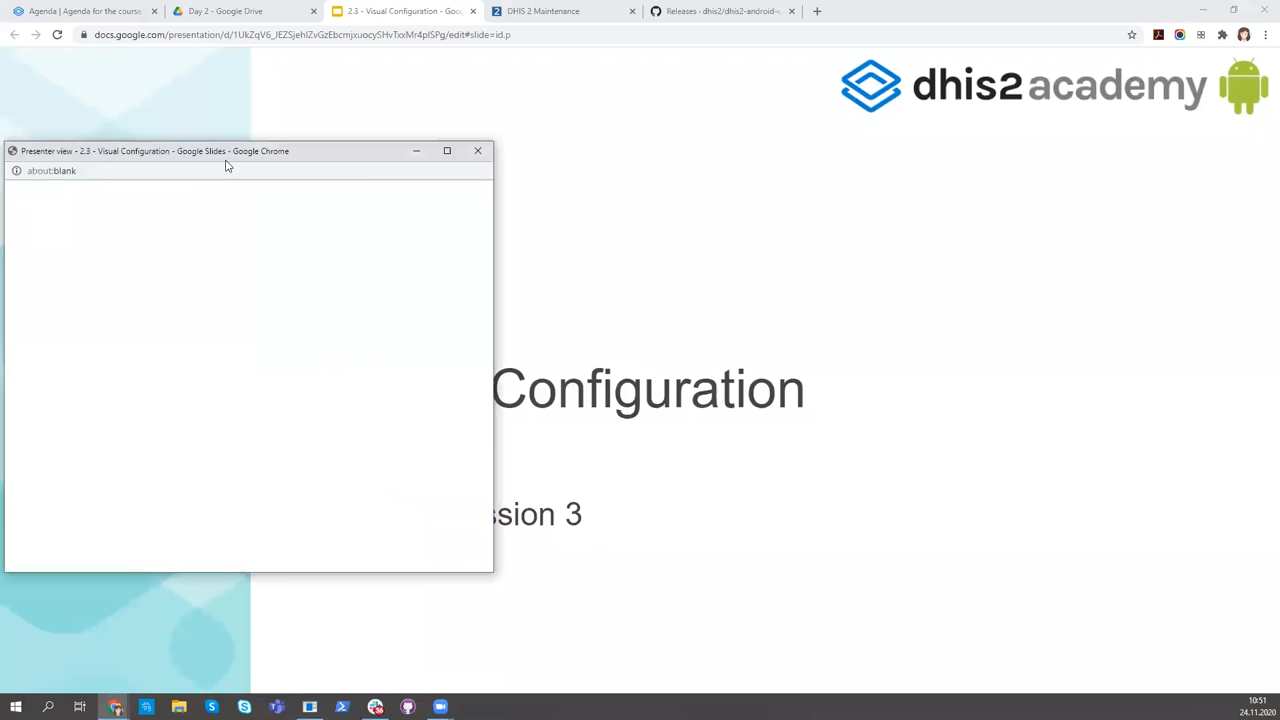 Agenda | Agenda for the course
Day 2 - Google Drive
2.3 - Visual Configuration - Goo
DHIS 2 Maintenance
Releases - dhis2/dhis2-android-
docs.google.com/presentation/d/1UkZqV6_JEZSjehIZvGzEbcmjxuocySHvTxxMr4pISPg/edit#slide=id.p
dhis2 academy
Presenter view - 2.3 - Visual Configuration - Google Slides - Google Chrome
about:blank
Configuration
ssion 3
10:51
24.11.2020